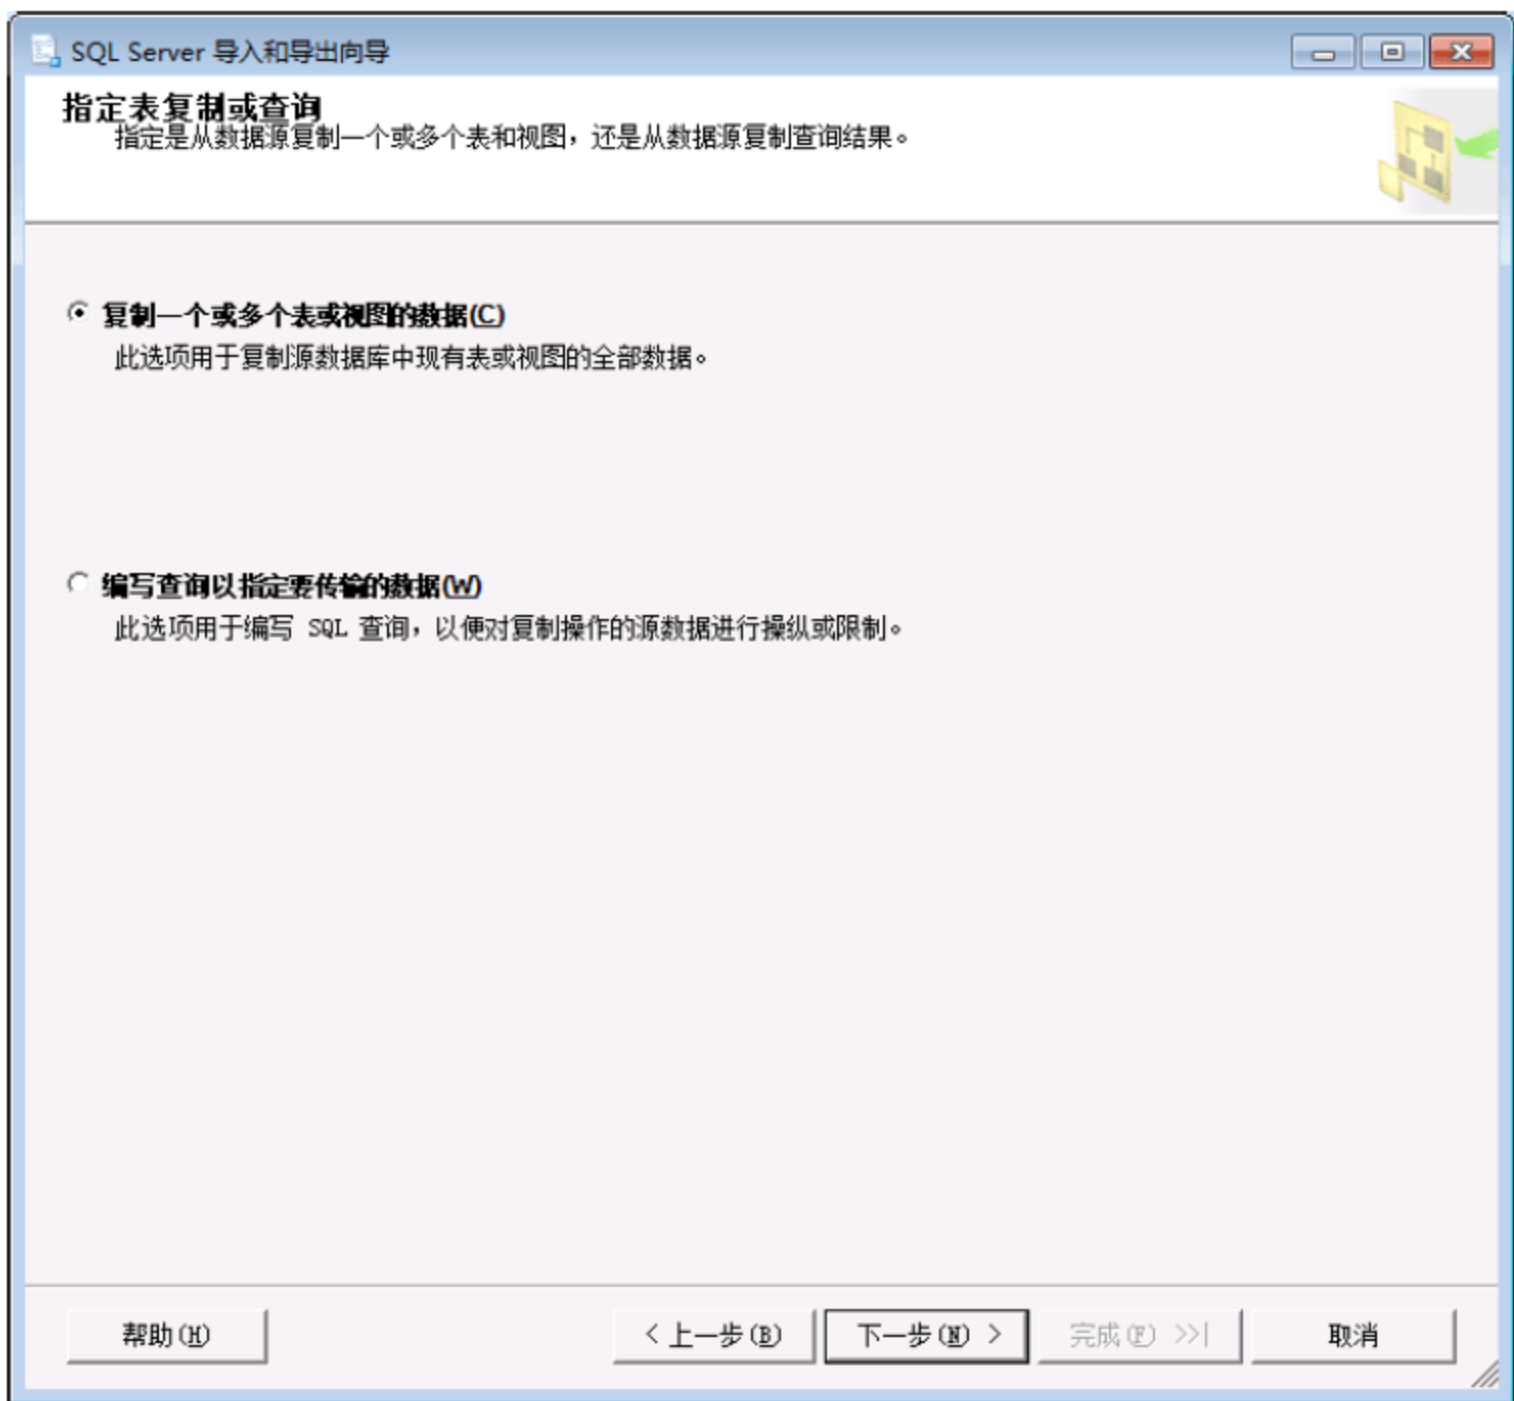 SQL Server 导入和导出向导
指定表复制或查询
指定是从数据源复制一个或多个表和视图，还是从数据源复制查询结果。
复制一个或多个表或视图的数据(C)
此选项用于复制源数据库中现有表或视图的全部数据。
编写查询以指定要传输的数据(W)
此选项用于编写 SQL 查询，以便对复制操作的源数据进行操纵或限制。
帮助(H)
< 上一步(B)
下一步(N) >
完成(F) >>|
取消